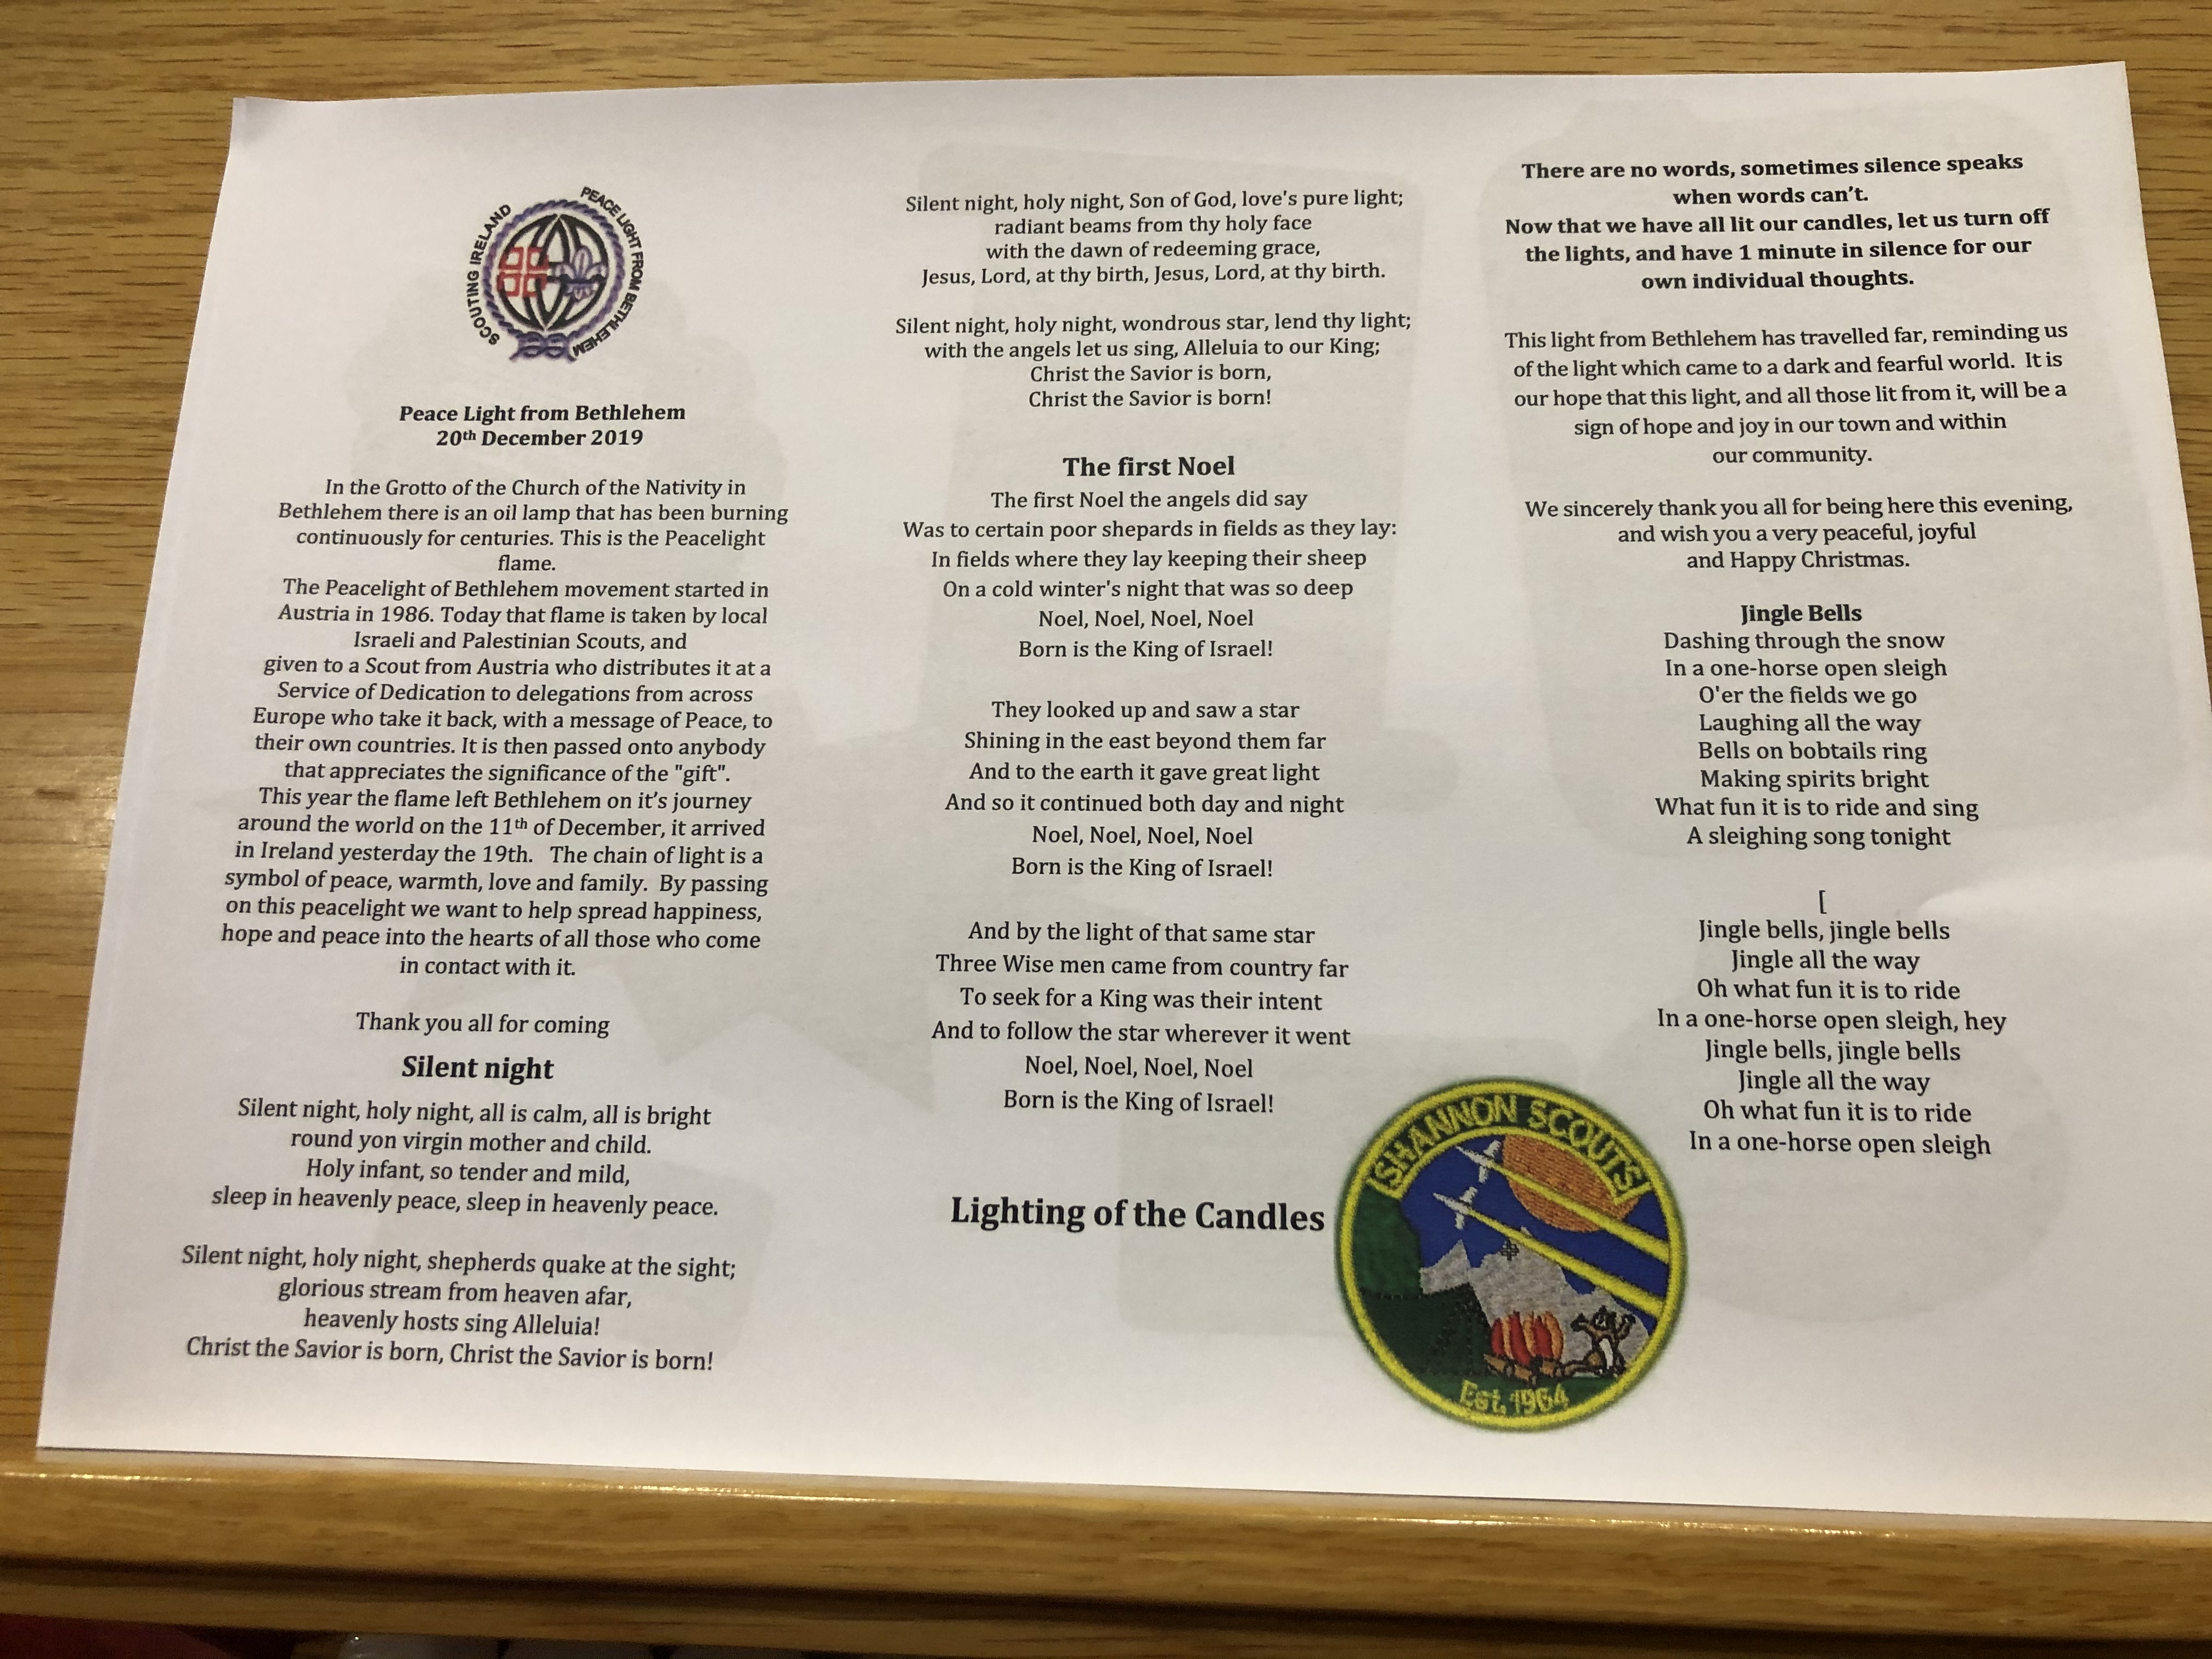 SCOUTING IRELAND
PEACE LIGHT FROM BETHLEHEM
Peace Light from Bethlehem
20th December 2019
In the Grotto of the Church of the Nativity in
Bethlehem there is an oil lamp that has been burning
continuously for centuries. This is the Peacelight
flame.
The Peacelight of Bethlehem movement started in
Austria in 1986. Today that flame is taken by local
Israeli and Palestinian Scouts, and
given to a Scout from Austria who distributes it at a
Service of Dedication to delegations from across
Europe who take it back, with a message of Peace, to
their own countries. It is then passed onto anybody
that appreciates the significance of the "gift".
This year the flame left Bethlehem on it's journey
around the world on the 11th of December, it arrived
in Ireland yesterday the 19th. The chain of light is a
symbol of peace, warmth, love and family. By passing
on this peacelight we want to help spread happiness,
hope and peace into the hearts of all those who come
in contact with it.
Thank you all for coming
Silent night
Silent night, holy night, all is calm, all is bright
round yon virgin mother and child.
Holy infant, so tender and mild,
sleep in heavenly peace, sleep in heavenly peace.
Silent night, holy night, shepherds quake at the sight;
glorious stream from heaven afar,
heavenly hosts sing Alleluia!
Christ the Savior is born, Christ the Savior is born!
Silent night, holy night, Son of God, love's pure light;
radiant beams from thy holy face
with the dawn of redeeming grace,
Jesus, Lord, at thy birth, Jesus, Lord, at thy birth.
Silent night, holy night, wondrous star, lend thy light;
with the angels let us sing, Alleluia to our King;
Christ the Savior is born,
Christ the Savior is born!
The first Noel
The first Noel the angels did say
Was to certain poor shepards in fields as they lay:
In fields where they lay keeping their sheep
On a cold winter's night that was so deep
Noel, Noel, Noel, Noel
Born is the King of Israel!
They looked up and saw a star
Shining in the east beyond them far
And to the earth it gave great light
And so it continued both day and night
Noel, Noel, Noel, Noel
Born is the King of Israel!
And by the light of that same star
Three Wise men came from country far
To seek for a King was their intent
And to follow the star wherever it went
Noel, Noel, Noel, Noel
Born is the King of Israel!
Lighting of the Candles
SHANNON SCOUTS
Est. 1964
There are no words, sometimes silence speaks
when words can't.
Now that we have all lit our candles, let us turn off
the lights, and have 1 minute in silence for our
own individual thoughts.
This light from Bethlehem has travelled far, reminding us
of the light which came to a dark and fearful world. It is
our hope that this light, and all those lit from it, will be a
sign of hope and joy in our town and within
our community.
We sincerely thank you all for being here this evening,
and wish you a very peaceful, joyful
and Happy Christmas.
Jingle Bells
Dashing through the snow
In a one-horse open sleigh
O'er the fields we go
Laughing all the way
Bells on bobtails ring
Making spirits bright
What fun it is to ride and sing
A sleighing song tonight
[
Jingle bells, jingle bells
Jingle all the way
Oh what fun it is to ride
In a one-horse open sleigh, hey
Jingle bells, jingle bells
Jingle all the way
Oh what fun it is to ride
In a one-horse open sleigh